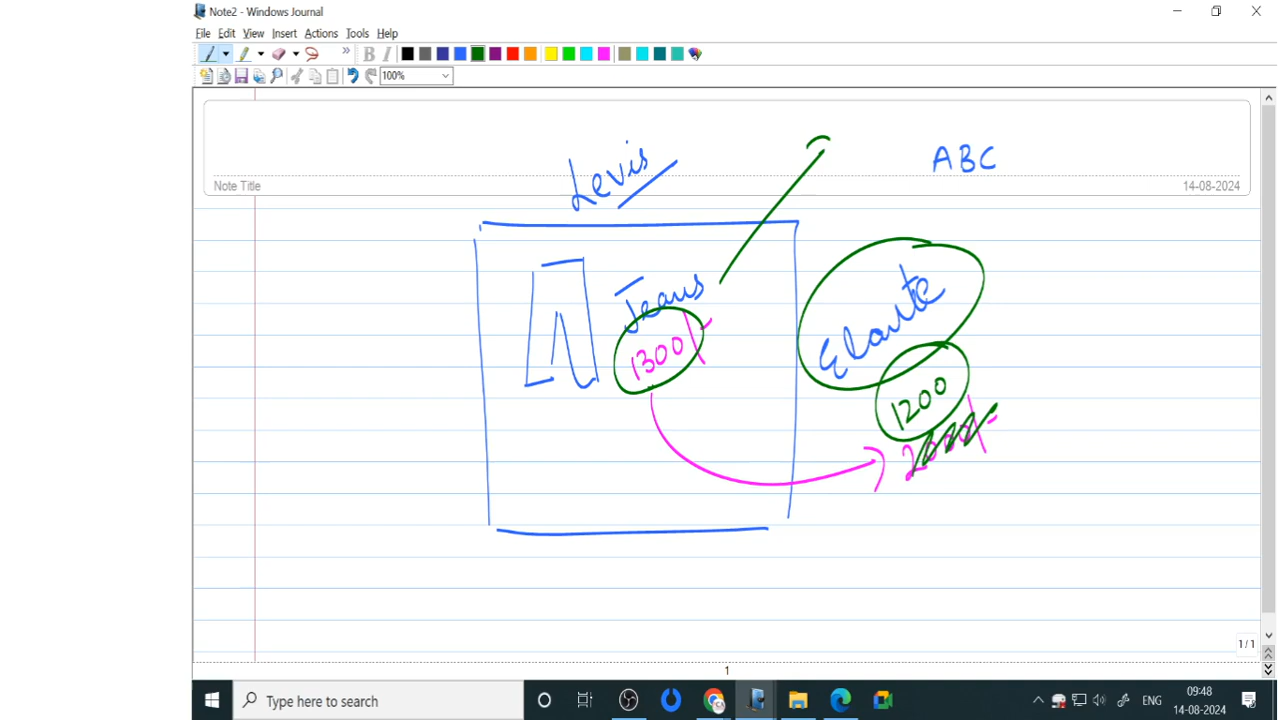 Note2 - Windows Journal
File Edit View Insert Actions Tools Help
100%
Levis
ABC
Note Title
14-08-2024
Jeans
Elante
1300/-
1200
2000/-
1/1
1
Type here to search
ENG
09:48
14-08-2024